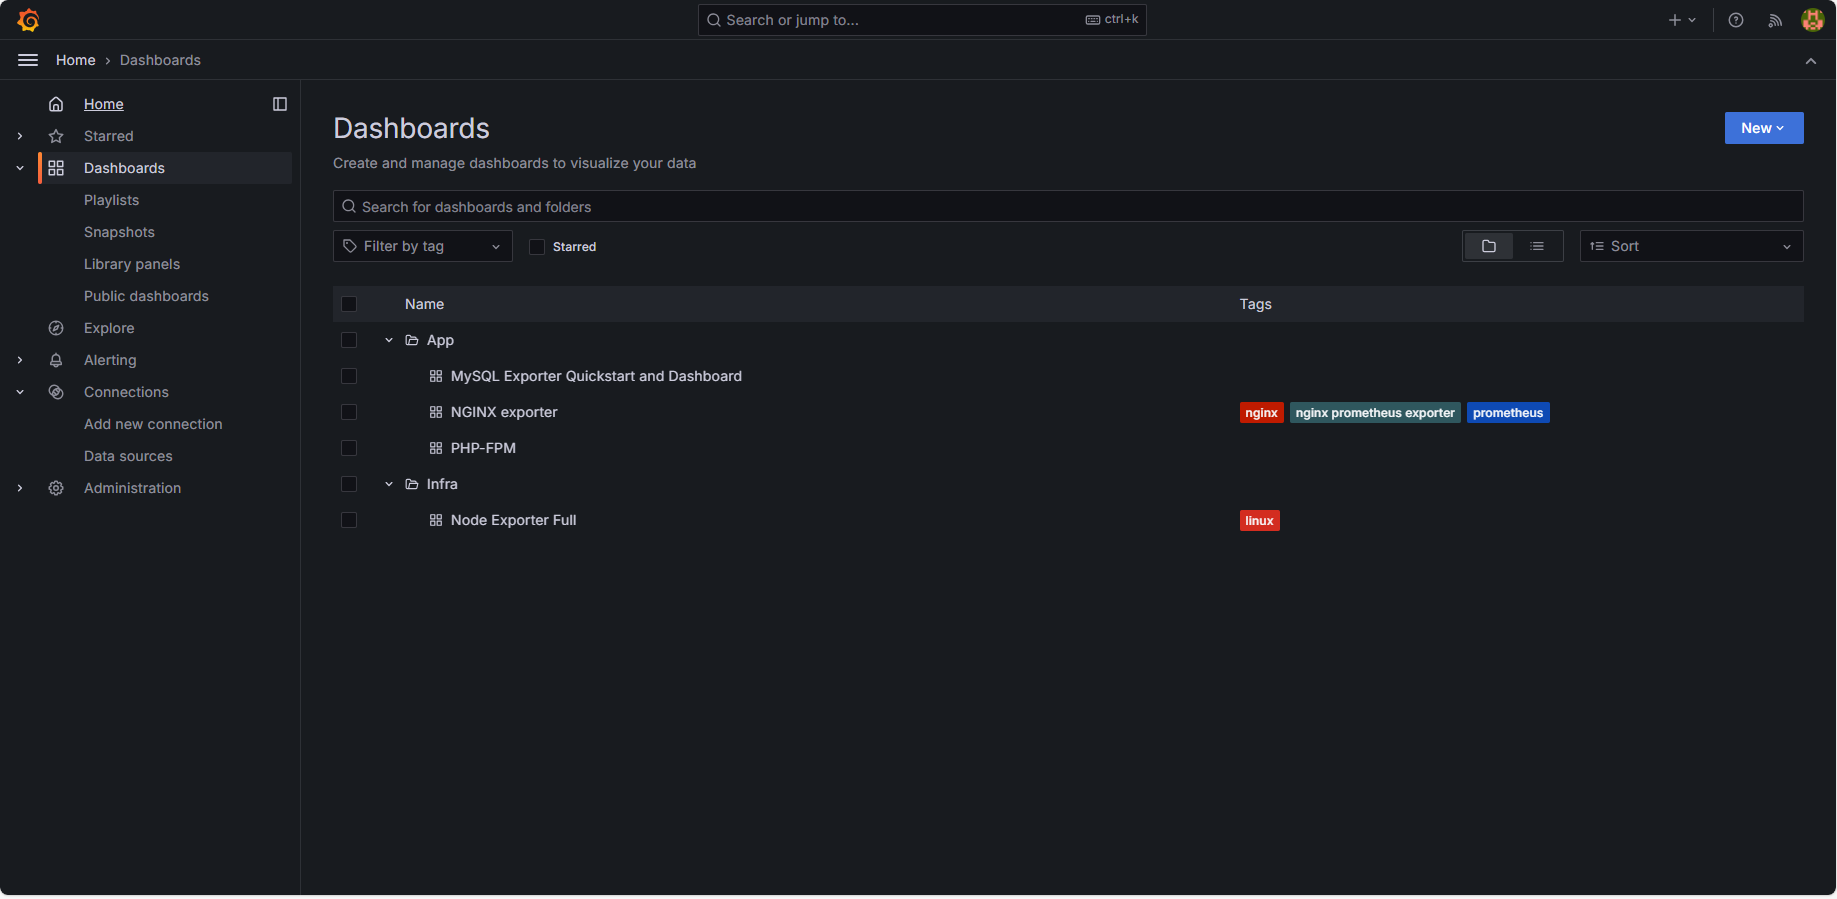 Search or jump to...
ctrl+k
Home › Dashboards
Home
Starred
Dashboards
Playlists
Snapshots
Library panels
Public dashboards
Explore
Alerting
Connections
Add new connection
Data sources
Administration
Dashboards
New
Create and manage dashboards to visualize your data
Search for dashboards and folders
Filter by tag
Starred
Sort
Name Tags
App
MySQL Exporter Quickstart and Dashboard
NGINX exporter nginx nginx prometheus exporter prometheus
PHP-FPM
Infra
Node Exporter Full linux